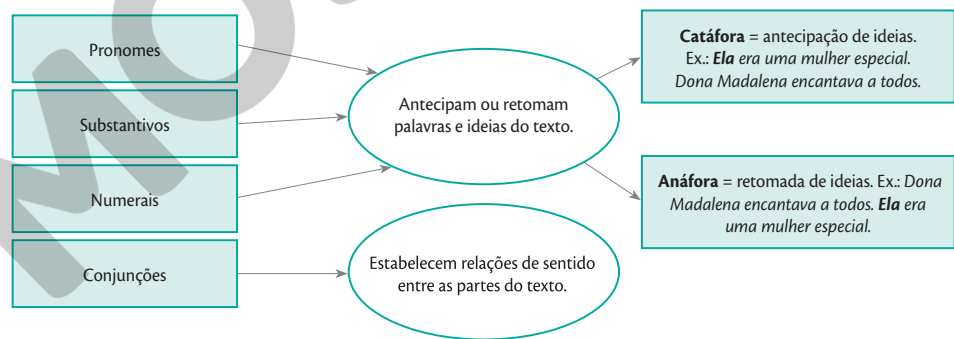 Pronomes
Substantivos
Numerais
Conjunções
Antecipam ou retomam
palavras e ideias do texto.
Estabelecem relações de sentido
entre as partes do texto.
Catáfora = antecipação de ideias.
Ex.: Ela era uma mulher especial.
Dona Madalena encantava a todos.
Anáfora = retomada de ideias. Ex.: Dona
Madalena encantava a todos. Ela era
uma mulher especial.